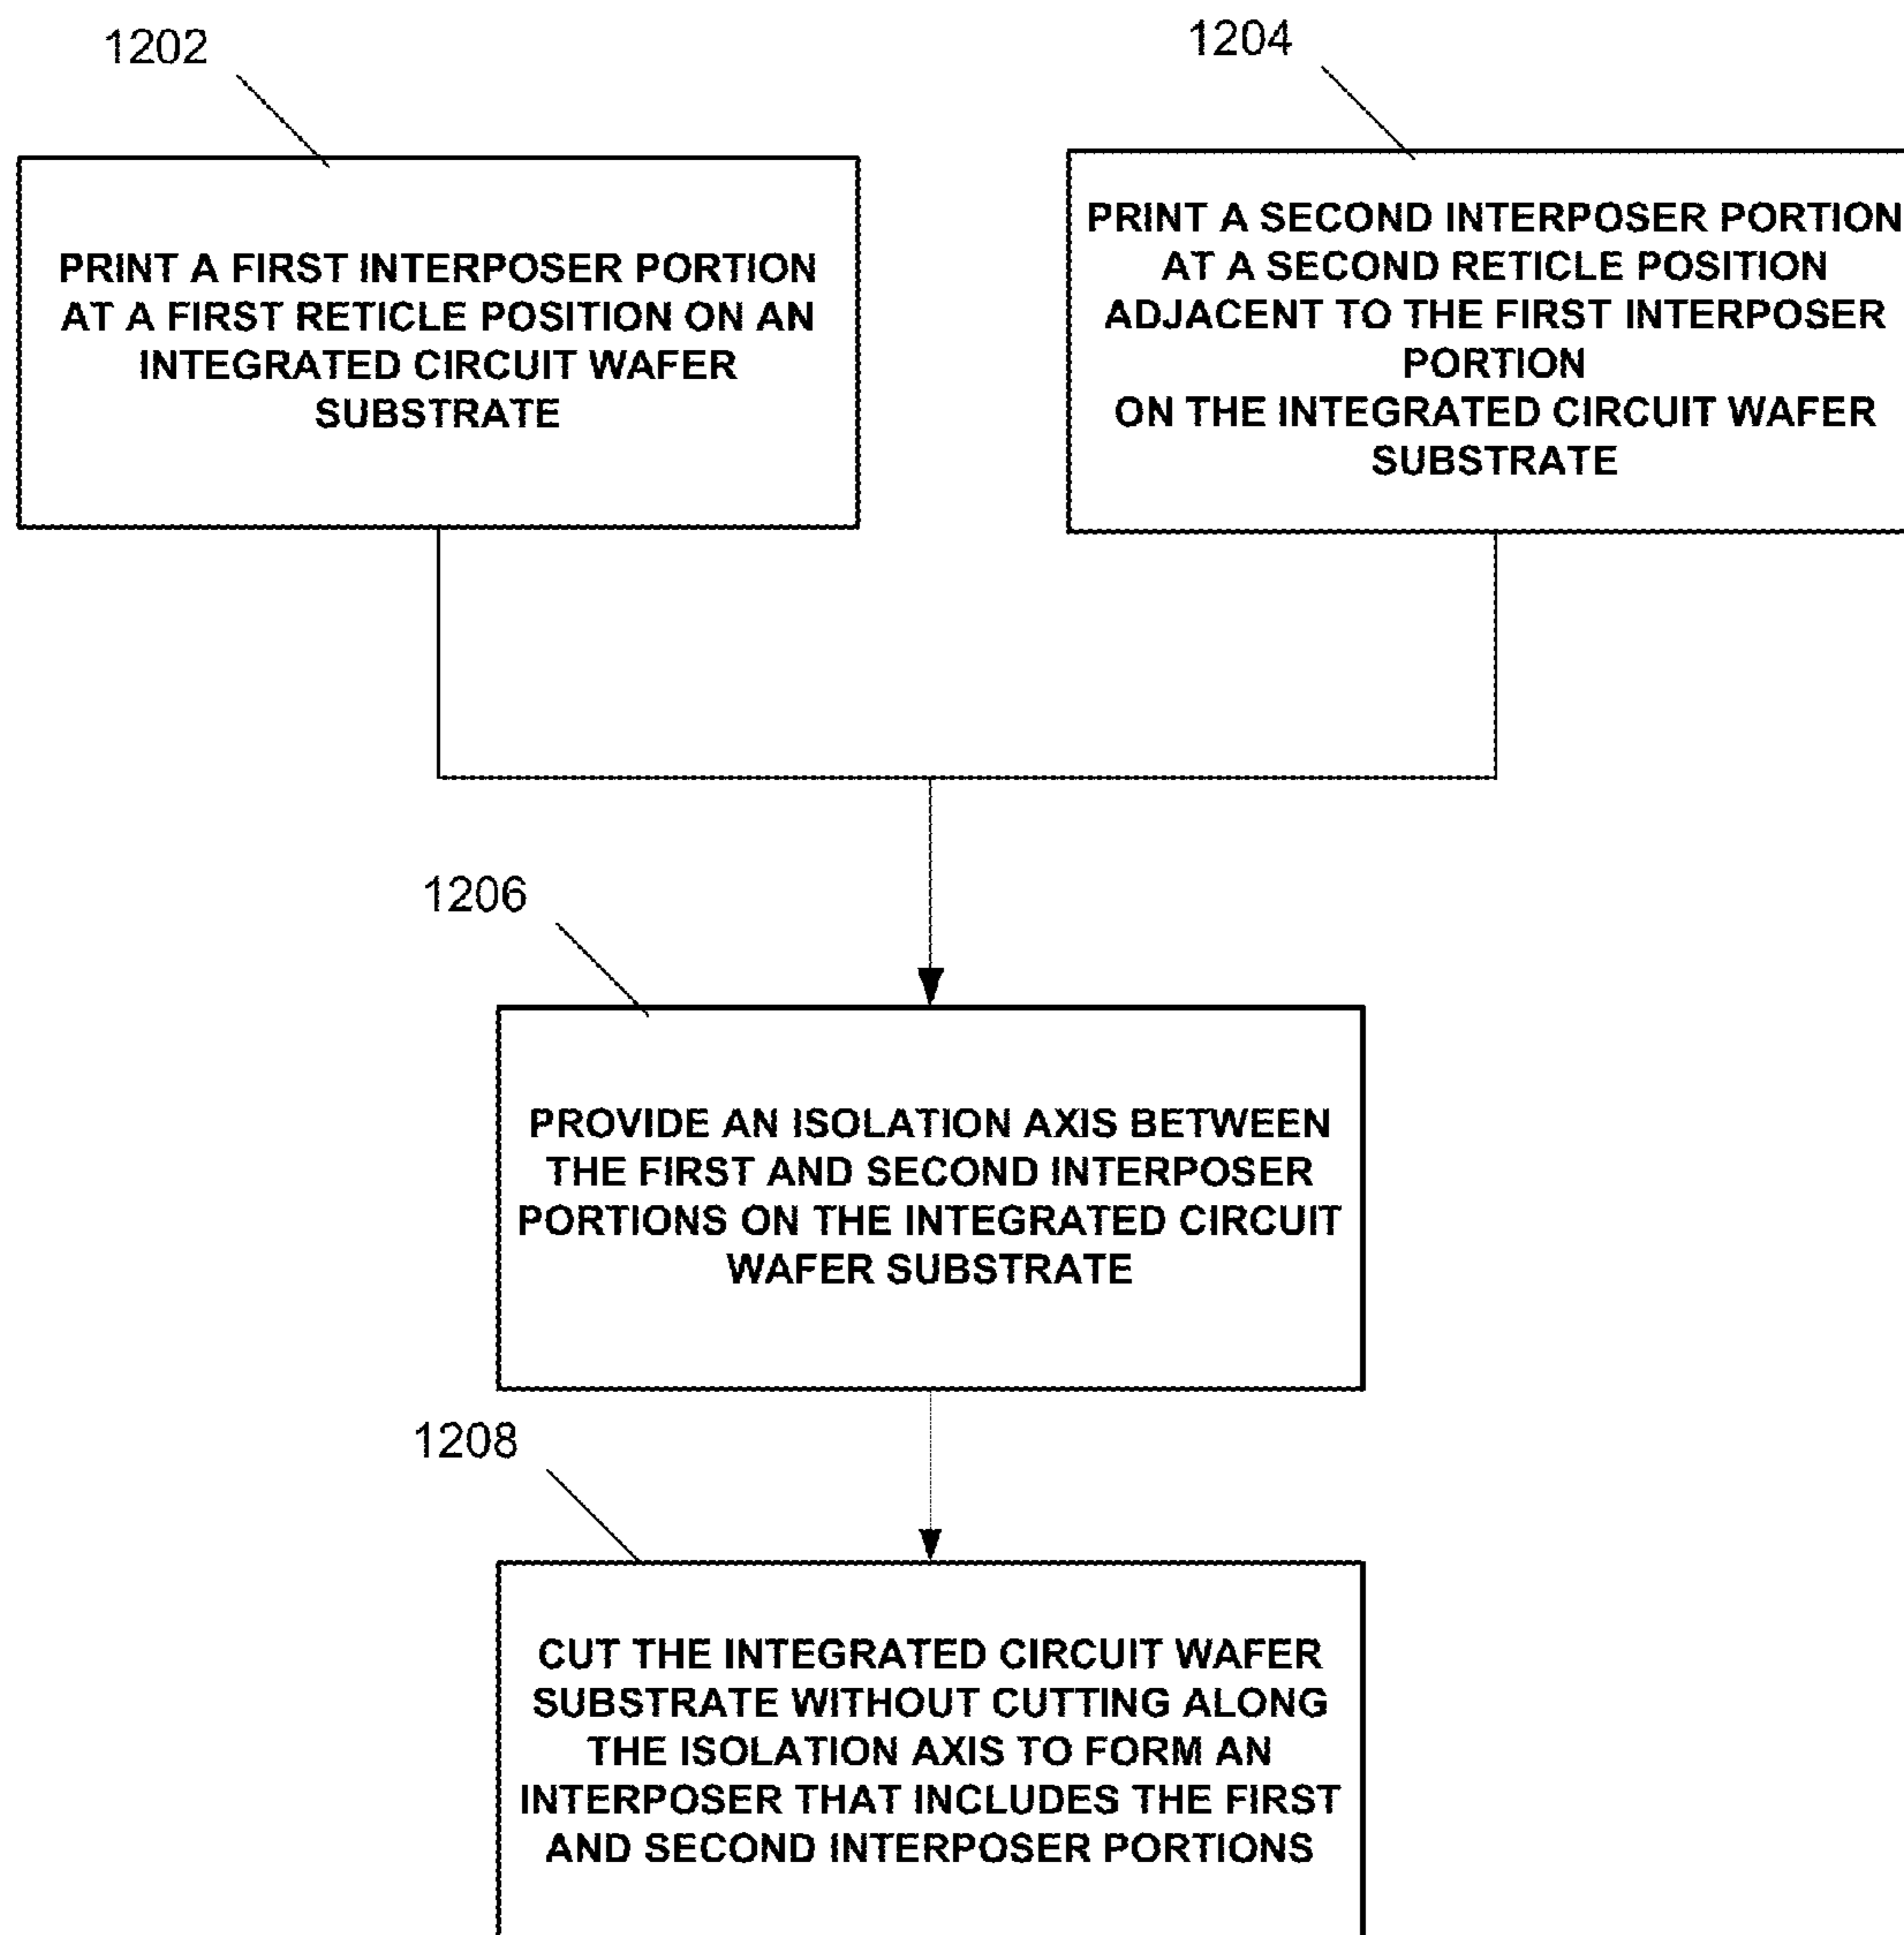 1202
PRINT A FIRST INTERPOSER PORTION
AT A FIRST RETICLE POSITION ON AN
INTEGRATED CIRCUIT WAFER
SUBSTRATE
1204
PRINT A SECOND INTERPOSER PORTION
AT A SECOND RETICLE POSITION
ADJACENT TO THE FIRST INTERPOSER
PORTION
ON THE INTEGRATED CIRCUIT WAFER
SUBSTRATE
1206
PROVIDE AN ISOLATION AXIS BETWEEN
THE FIRST AND SECOND INTERPOSER
PORTIONS ON THE INTEGRATED CIRCUIT
WAFER SUBSTRATE
1208
CUT THE INTEGRATED CIRCUIT WAFER
SUBSTRATE WITHOUT CUTTING ALONG
THE ISOLATION AXIS TO FORM AN
INTERPOSER THAT INCLUDES THE FIRST
AND SECOND INTERPOSER PORTIONS